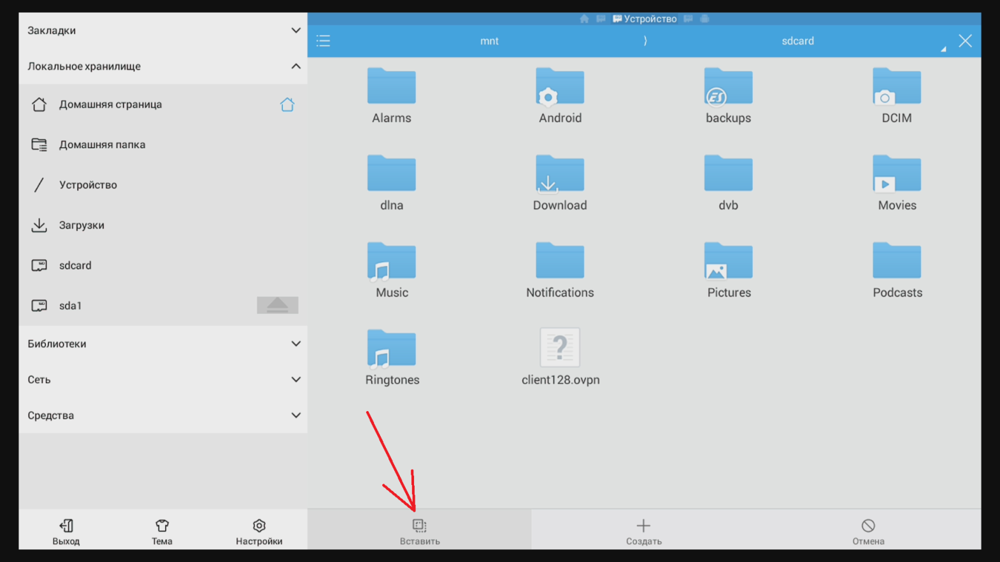 Закладки
Локальное хранилище
Домашняя страница
Домашняя папка
Устройство
Загрузки
sdcard
sda1
Библиотеки
Сеть
Средства
Выход
Тема
Настройки
Устройство
mnt
sdcard
Alarms
Android
backups
DCIM
dlna
Download
dvb
Movies
Music
Notifications
Pictures
Podcasts
Ringtones
client128.ovpn
Вставить
Создать
Отмена